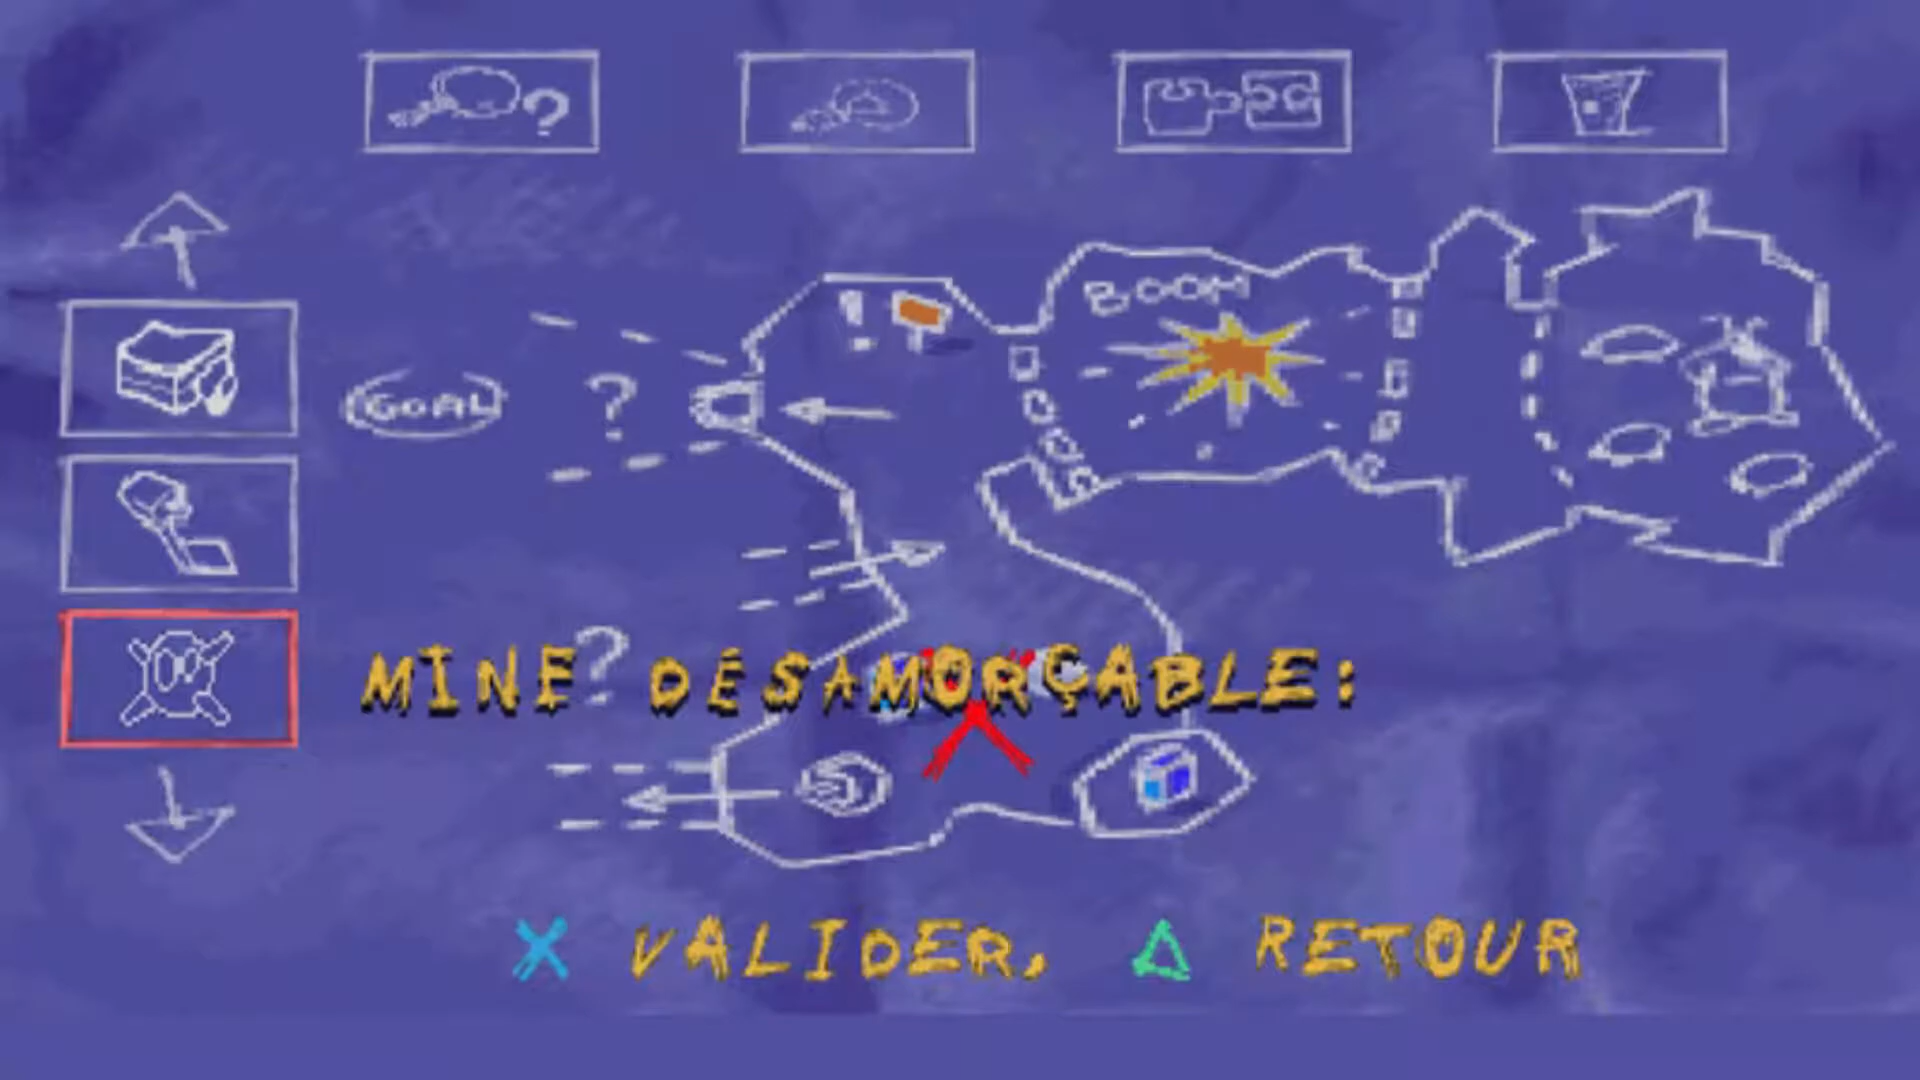 ?
BOOM
!
GOAL ?
?
MINE DÉSAMORÇABLE:
X VALIDER, △ RETOUR